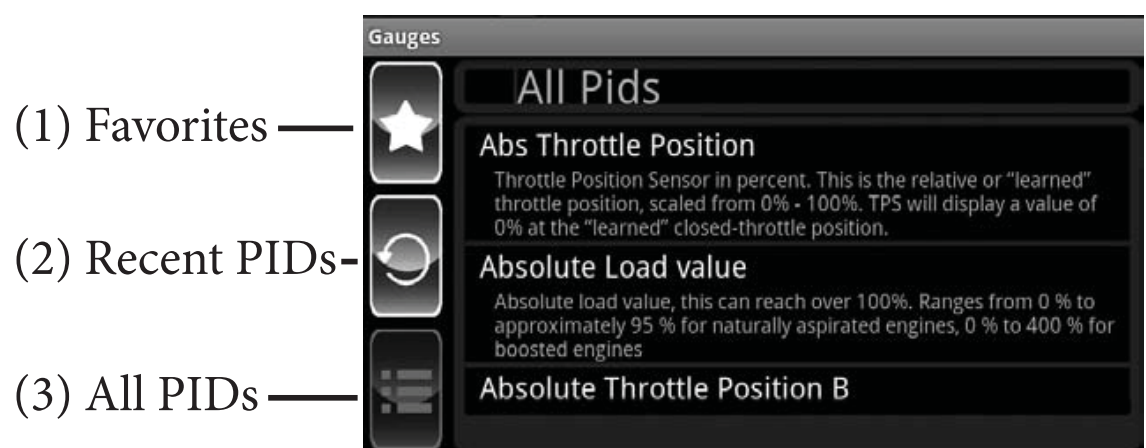 Gauges
(1) Favorites
(2) Recent PIDs
(3) All PIDs
All Pids
Abs Throttle Position
Throttle Position Sensor in percent. This is the relative or “learned”
throttle position, scaled from 0% - 100%. TPS will display a value of
0% at the “learned” closed-throttle position.
Absolute Load value
Absolute load value, this can reach over 100%. Ranges from 0 % to
approximately 95 % for naturally aspirated engines, 0 % to 400 % for
boosted engines
Absolute Throttle Position B